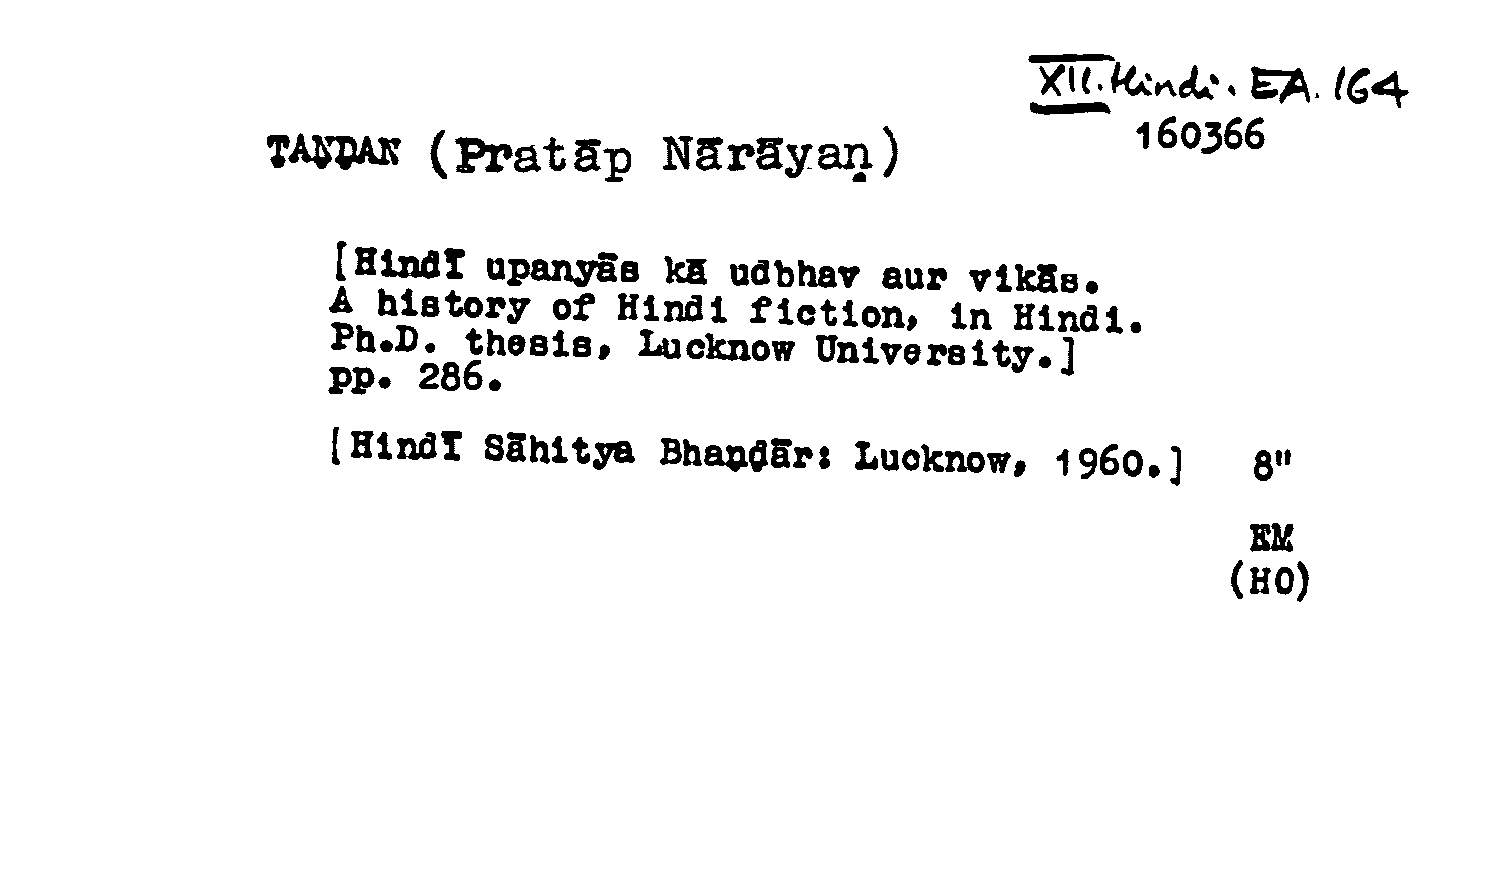 XII. Hindi. EA. 164
160366
TAṆḌAN (Pratāp Nārāyaṇ)
[Hindī upanyās kā udbhav aur vikās.
A history of Hindi fiction, in Hindi.
Ph.D. thesis, Lucknow University.]
pp. 286.
[Hindī Sāhitya Bhaṇḍār: Lucknow, 1960.] 8"
EM
(HO)